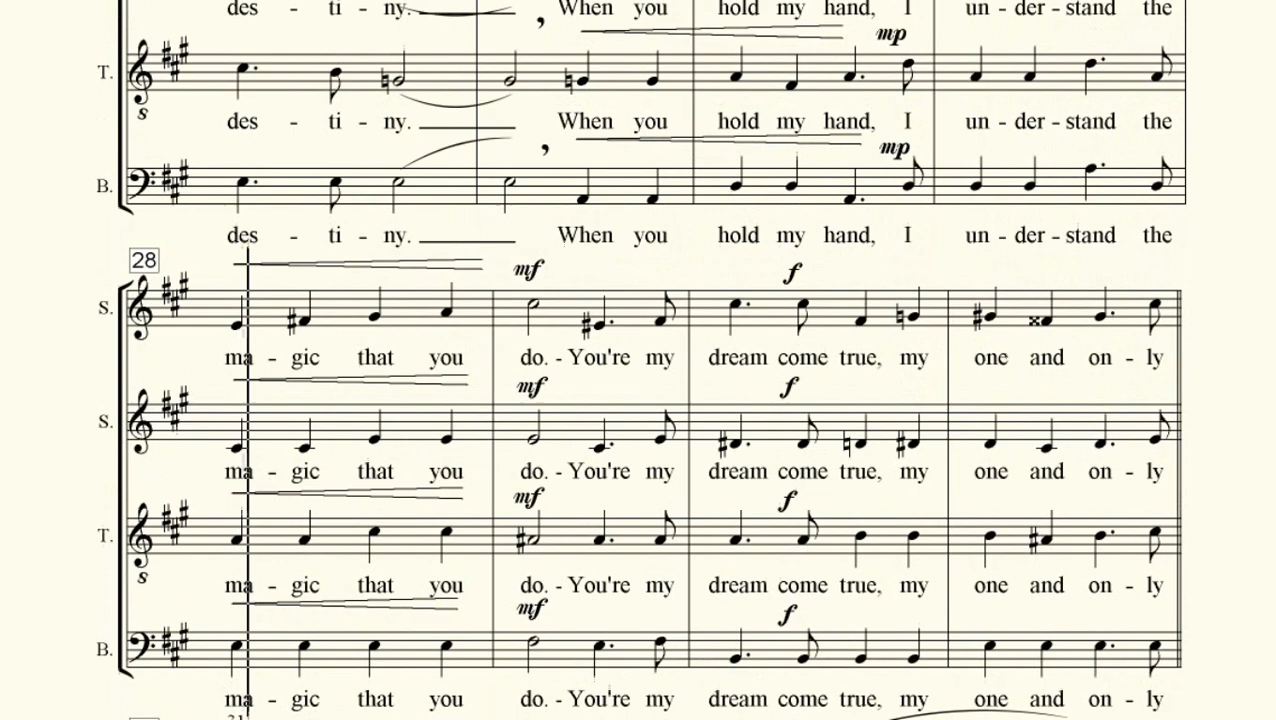 des - ti - ny. When you hold my hand, I un - der - stand the
mp
T.
8
des - ti - ny. When you hold my hand, I un - der - stand the
mp
B.
des - ti - ny. When you hold my hand, I un - der - stand the
28
mf f
S.
ma - gic that you do. - You're my dream come true, my one and on - ly
mf f
S.
ma - gic that you do. - You're my dream come true, my one and on - ly
mf f
T.
8
ma - gic that you do. - You're my dream come true, my one and on - ly
mf f
B.
ma - gic that you do. - You're my dream come true, my one and on - ly